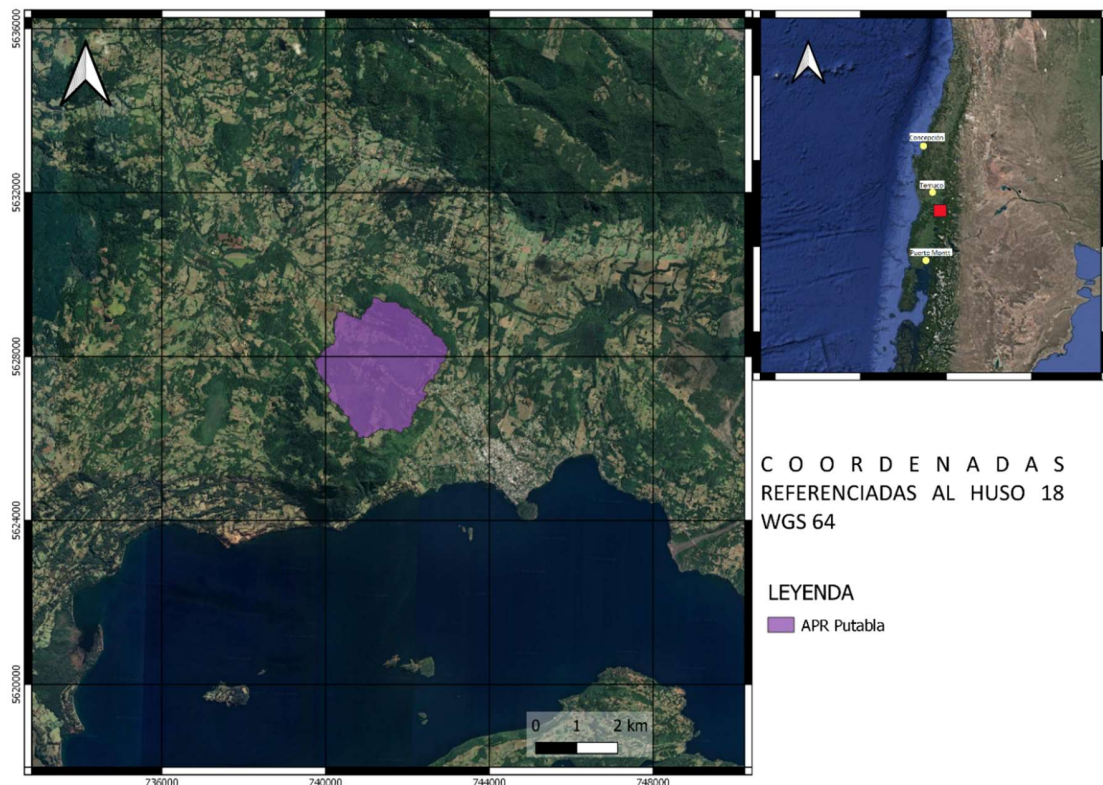 5636000
5632000
5628000
5624000
5620000
736000
740000
744000
748000
0 1 2 km
Concepción
Temuco
Puerto Montt
COORDENADAS
REFERENCIADAS AL HUSO 18
WGS 64
LEYENDA
APR Putabla